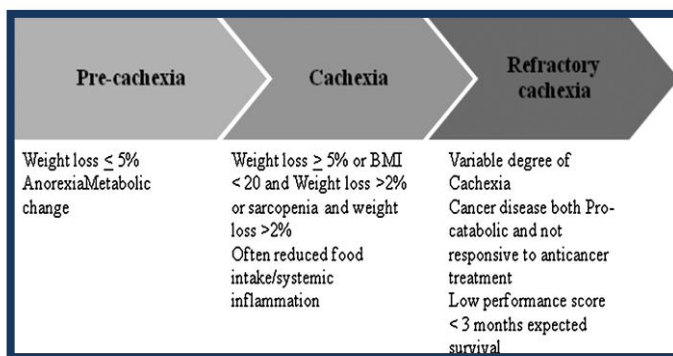 Pre-cachexia
Cachexia
Refractory
cachexia
Weight loss ≤ 5%
AnorexiaMetabolic
change
Weight loss ≥ 5% or BMI
< 20 and Weight loss >2%
or sarcopenia and weight
loss >2%
Often reduced food
intake/systemic
inflammation
Variable degree of
Cachexia
Cancer disease both Pro-
catabolic and not
responsive to anticancer
treatment
Low performance score
< 3 months expected
survival